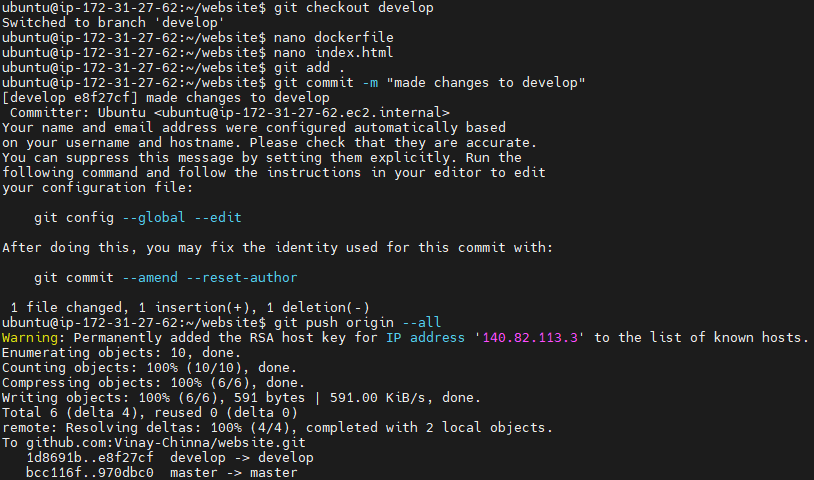 ubuntu@ip-172-31-27-62:~/website$ git checkout develop
Switched to branch 'develop'
ubuntu@ip-172-31-27-62:~/website$ nano dockerfile
ubuntu@ip-172-31-27-62:~/website$ nano index.html
ubuntu@ip-172-31-27-62:~/website$ git add .
ubuntu@ip-172-31-27-62:~/website$ git commit -m "made changes to develop"
[develop e8f27cf] made changes to develop
 Committer: Ubuntu <ubuntu@ip-172-31-27-62.ec2.internal>
Your name and email address were configured automatically based
on your username and hostname. Please check that they are accurate.
You can suppress this message by setting them explicitly. Run the
following command and follow the instructions in your editor to edit
your configuration file:
    git config --global --edit
After doing this, you may fix the identity used for this commit with:
    git commit --amend --reset-author
 1 file changed, 1 insertion(+), 1 deletion(-)
ubuntu@ip-172-31-27-62:~/website$ git push origin --all
Warning: Permanently added the RSA host key for IP address '140.82.113.3' to the list of known hosts.
Enumerating objects: 10, done.
Counting objects: 100% (10/10), done.
Compressing objects: 100% (6/6), done.
Writing objects: 100% (6/6), 591 bytes | 591.00 KiB/s, done.
Total 6 (delta 4), reused 0 (delta 0)
remote: Resolving deltas: 100% (4/4), completed with 2 local objects.
To github.com:Vinay-Chinna/website.git
   1d8691b..e8f27cf  develop -> develop
   bcc116f..970dbc0  master -> master